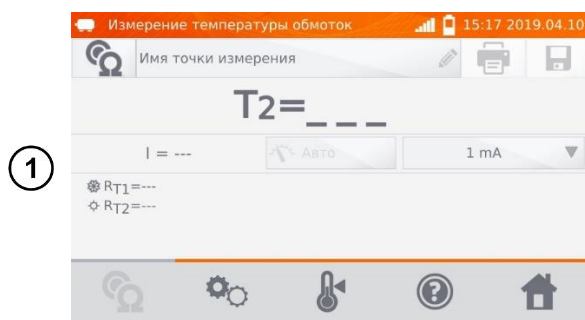 Измерение температуры обмоток 15:17 2019.04.10
Имя точки измерения
T2=_ _ _
I = --- Авто 1 mA
1
RT1=---
RT2=---